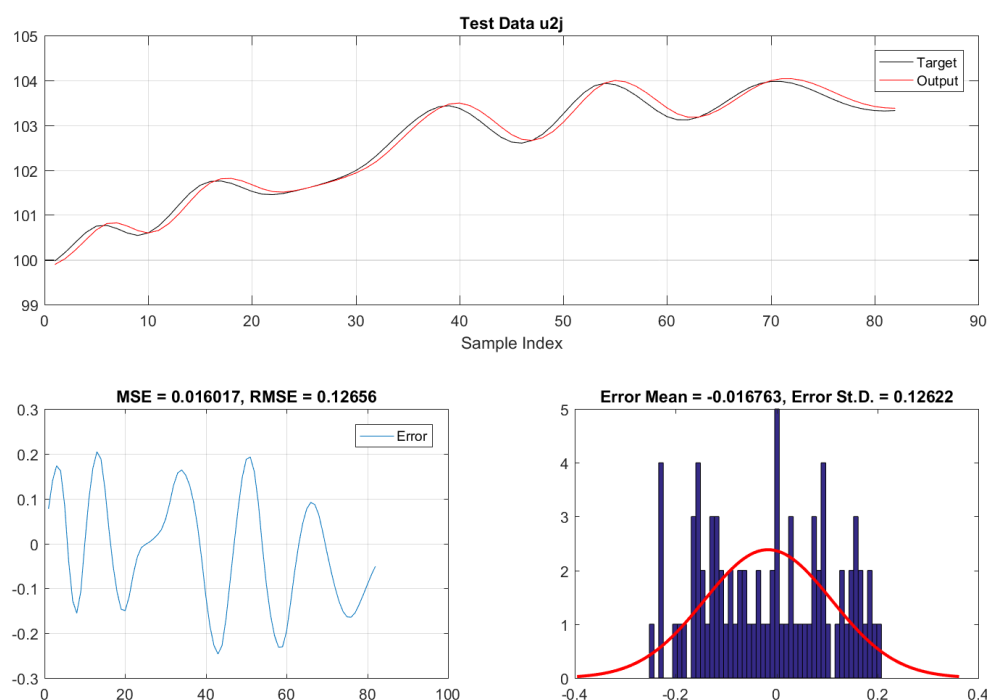 Test Data u2j
105
104
103
102
101
100
99
Target
Output
0 10 20 30 40 50 60 70 80 90
Sample Index
MSE = 0.016017, RMSE = 0.12656
0.3
0.2
0.1
0
-0.1
-0.2
-0.3
Error
0 20 40 60 80 100
Error Mean = -0.016763, Error St.D. = 0.12622
5
4
3
2
1
0
-0.4 -0.2 0 0.2 0.4